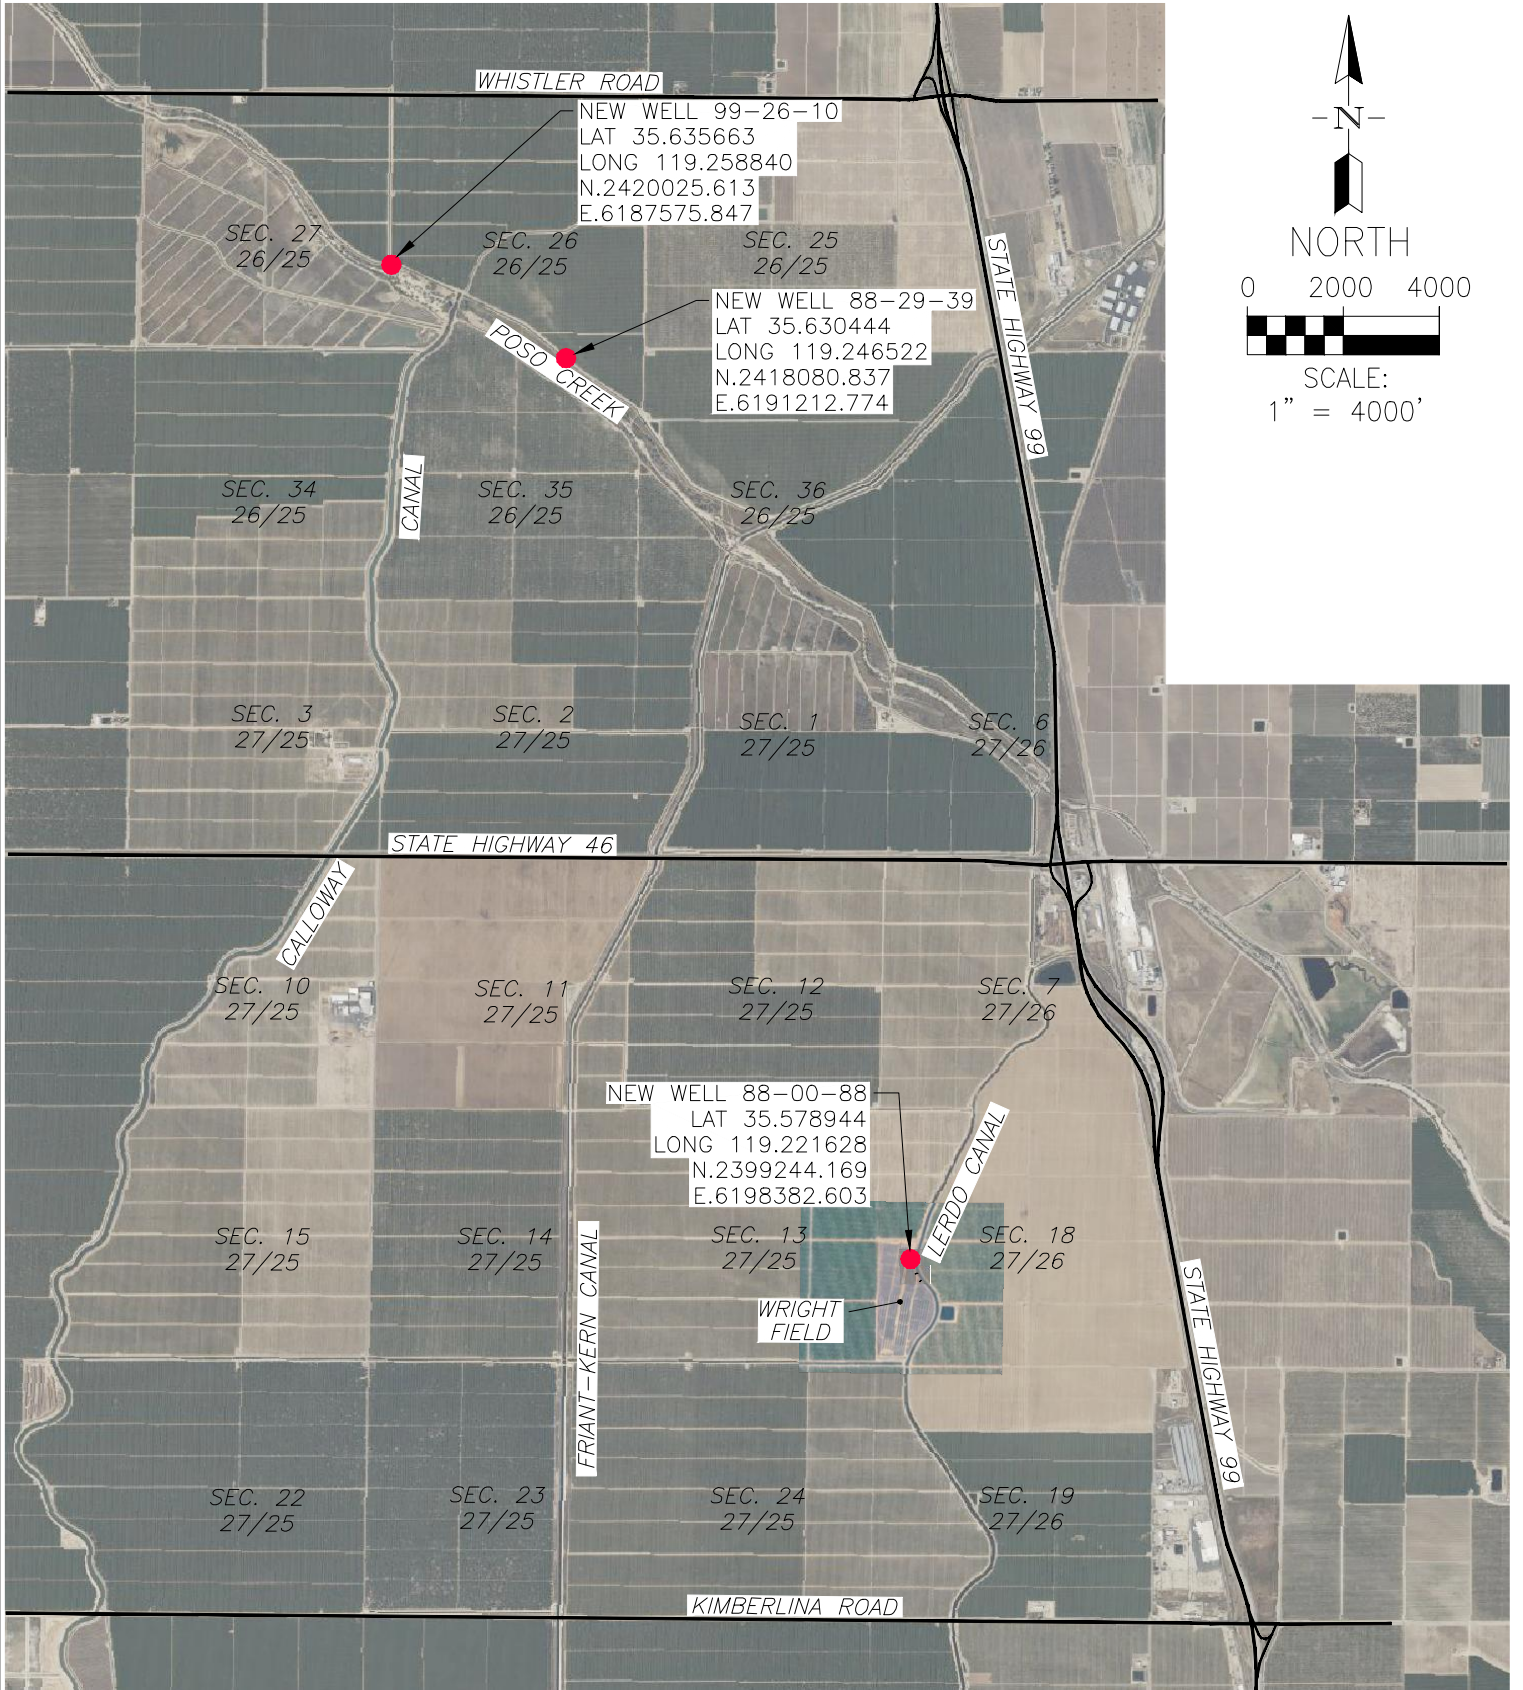 WHISTLER ROAD
NEW WELL 99-26-10
LAT 35.635663
LONG 119.258840
N.2420025.613
E.6187575.847
-N-
NORTH
0 2000 4000
SCALE:
1" = 4000'
SEC. 27
26/25
SEC. 26
26/25
SEC. 25
26/25
STATE HIGHWAY 99
NEW WELL 88-29-39
LAT 35.630444
LONG 119.246522
N.2418080.837
E.6191212.774
POSO CREEK
CANAL
SEC. 34
26/25
SEC. 35
26/25
SEC. 36
26/25
SEC. 3
27/25
SEC. 2
27/25
SEC. 1
27/25
SEC. 6
27/26
STATE HIGHWAY 46
CALLOWAY
SEC. 10
27/25
SEC. 11
27/25
SEC. 12
27/25
SEC. 7
27/26
NEW WELL 88-00-88
LAT 35.578944
LONG 119.221628
N.2399244.169
E.6198382.603
LERDO CANAL
SEC. 15
27/25
SEC. 14
27/25
FRIANT-KERN CANAL
SEC. 13
27/25
SEC. 18
27/26
WRIGHT
FIELD
STATE HIGHWAY 99
SEC. 22
27/25
SEC. 23
27/25
SEC. 24
27/25
SEC. 19
27/26
KIMBERLINA ROAD